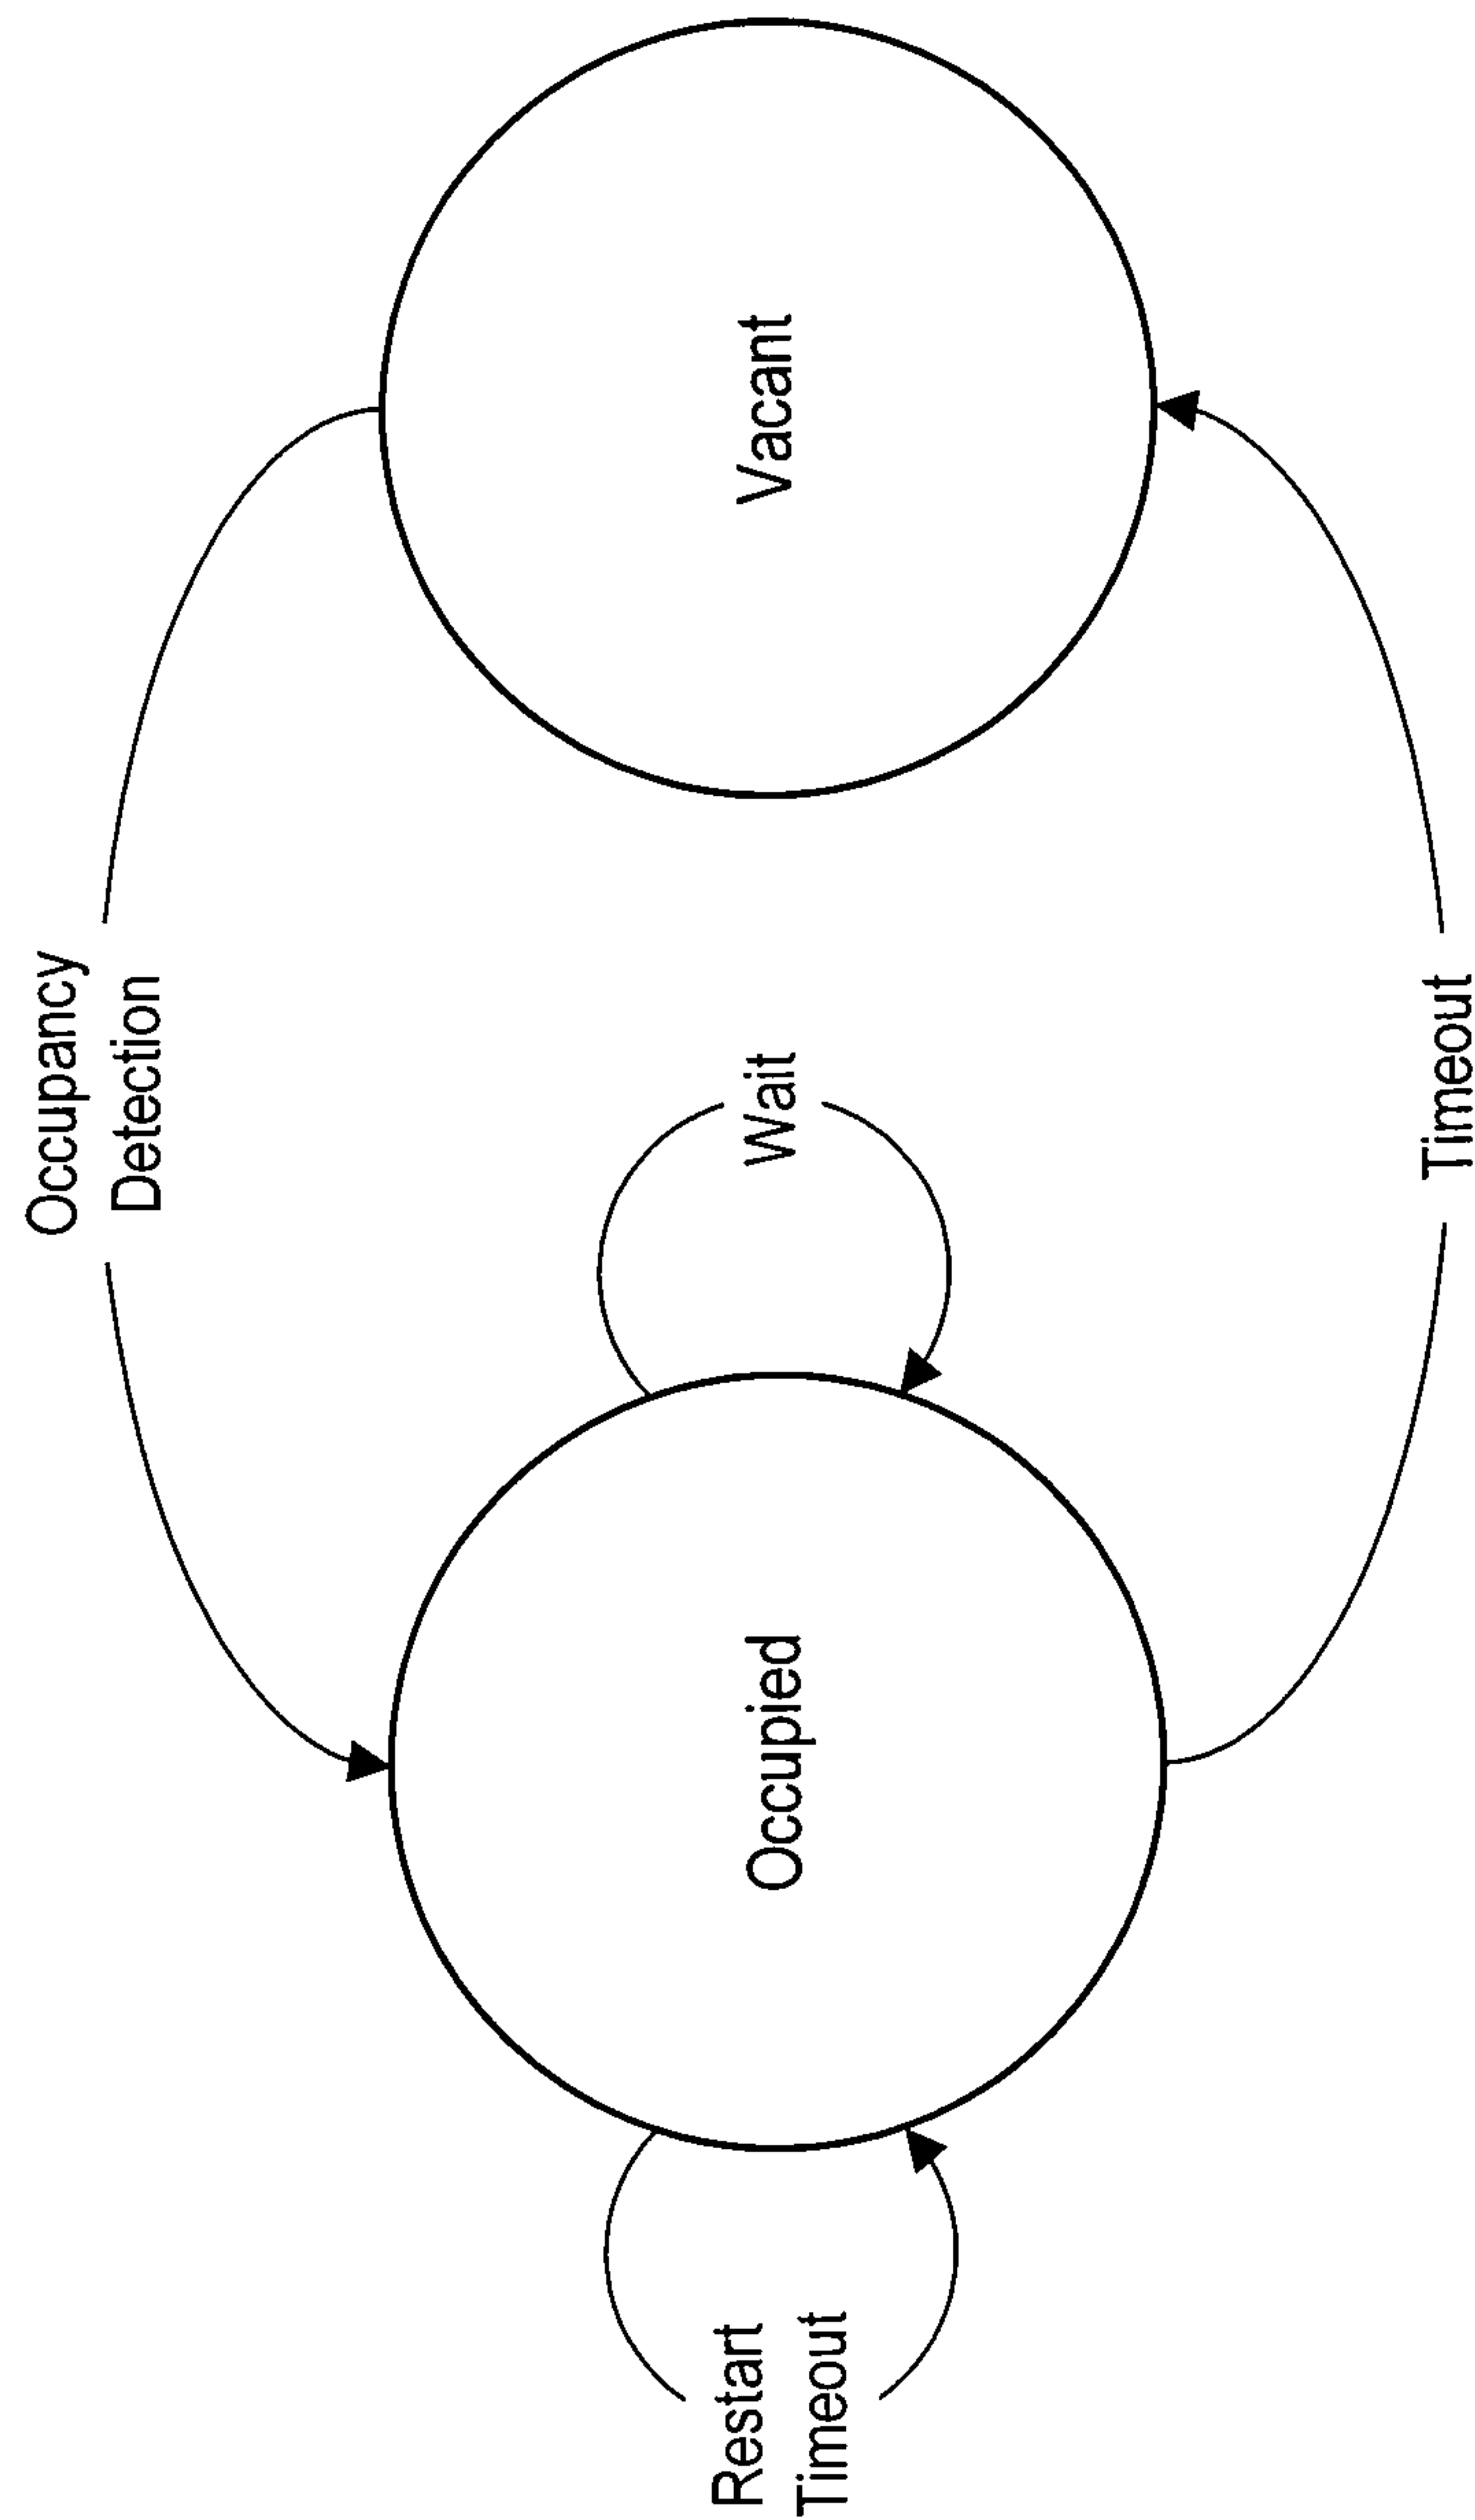 Occupancy
Detection
Restart
Timeout
Occupied
Wait
Vacant
Timeout